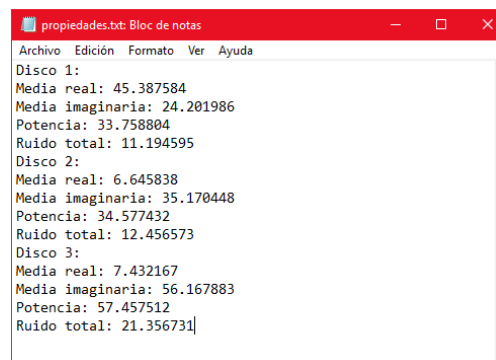 propiedades.txt: Bloc de notas
Archivo Edición Formato Ver Ayuda
Disco 1:
Media real: 45.387584
Media imaginaria: 24.201986
Potencia: 33.758804
Ruido total: 11.194595
Disco 2:
Media real: 6.645838
Media imaginaria: 35.170448
Potencia: 34.577432
Ruido total: 12.456573
Disco 3:
Media real: 7.432167
Media imaginaria: 56.167883
Potencia: 57.457512
Ruido total: 21.356731